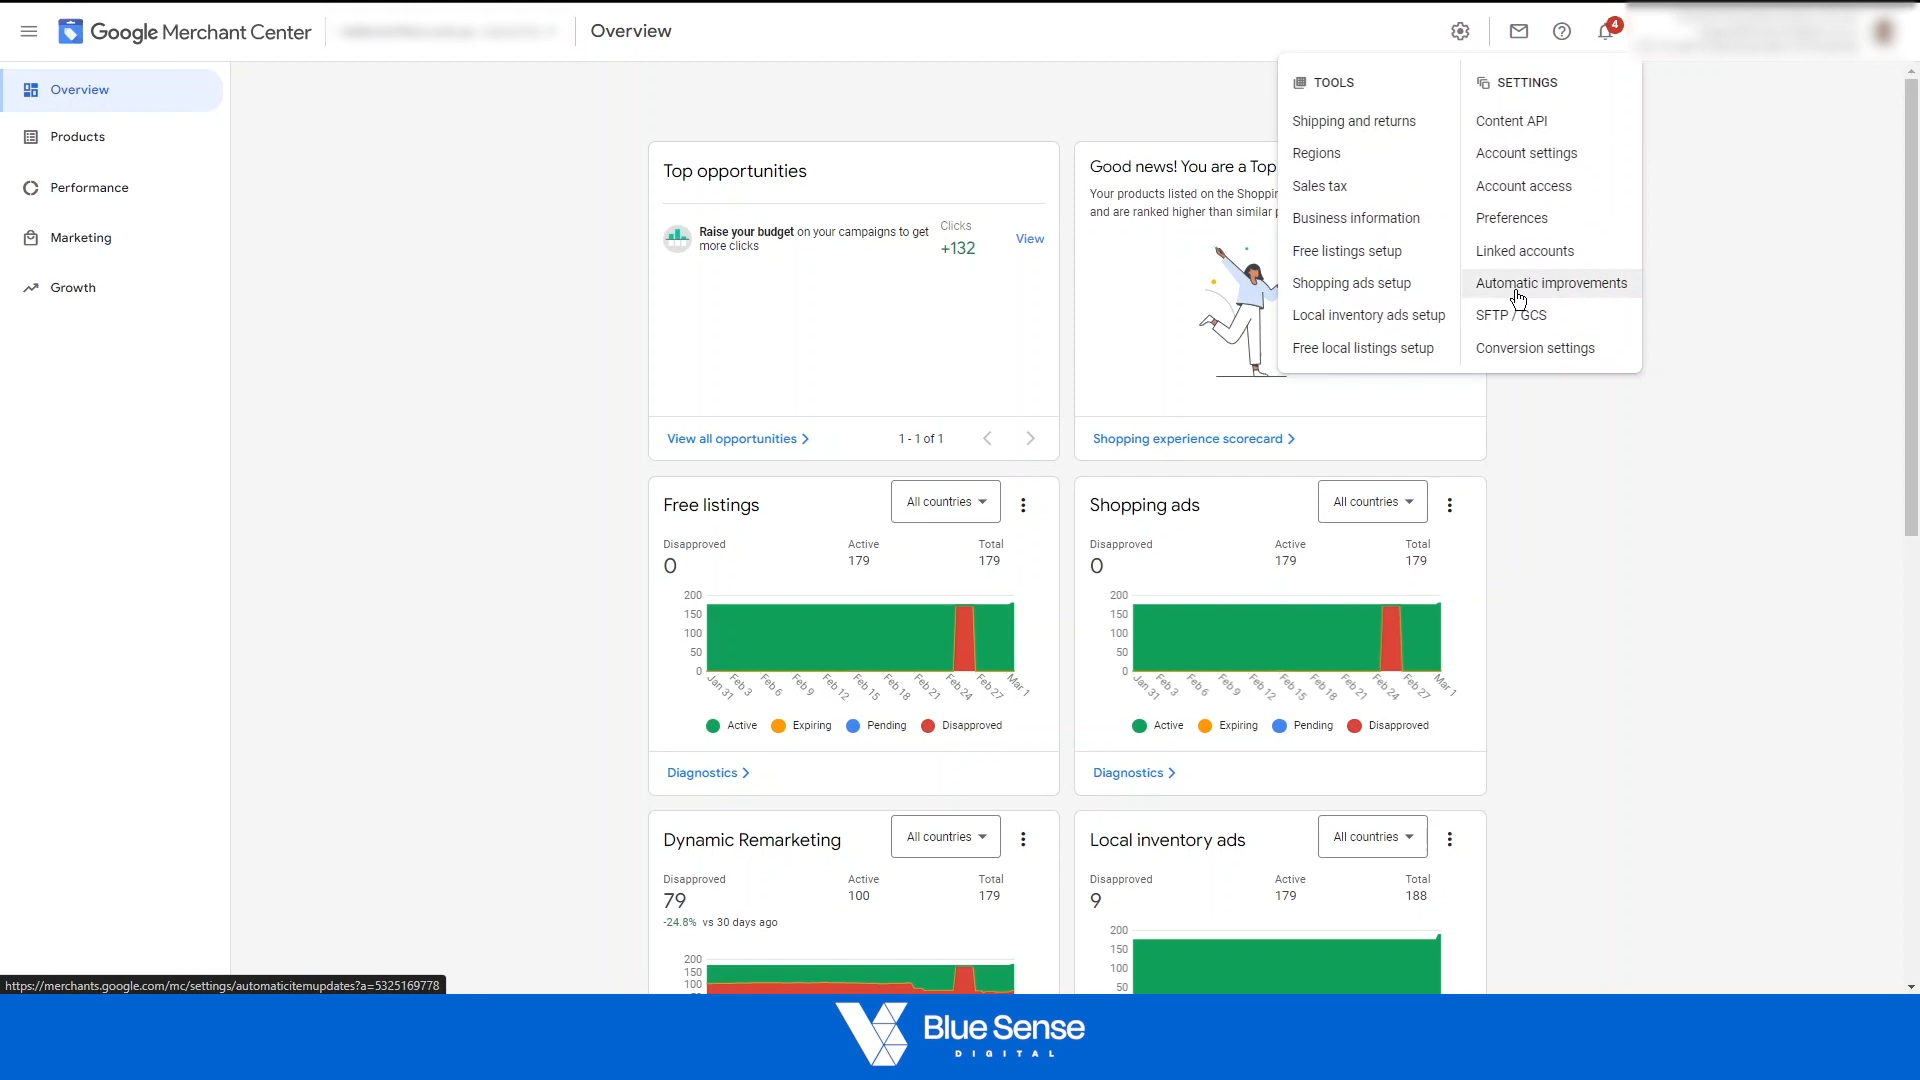 Google Merchant Center
Overview
4
Overview
Products
Performance
Marketing
Growth
TOOLS
Shipping and returns
Regions
Sales tax
Business information
Free listings setup
Shopping ads setup
Local inventory ads setup
Free local listings setup
SETTINGS
Content API
Account settings
Account access
Preferences
Linked accounts
Automatic improvements
SFTP / GCS
Conversion settings
Top opportunities
Raise your budget on your campaigns to get
more clicks
Clicks
+132
View
View all opportunities
1 - 1 of 1
Good news! You are a Top
Your products listed on the Shoppin
and are ranked higher than similar
Shopping experience scorecard
Free listings
All countries
Disapproved
0
Active
179
Total
179
200
150
100
50
0
Jan 31
Feb 3
Feb 6
Feb 9
Feb 12
Feb 15
Feb 18
Feb 21
Feb 24
Feb 27
Mar 1
Active
Expiring
Pending
Disapproved
Diagnostics
Shopping ads
All countries
Disapproved
0
Active
179
Total
179
200
150
100
50
0
Jan 31
Feb 3
Feb 6
Feb 9
Feb 12
Feb 15
Feb 18
Feb 21
Feb 24
Feb 27
Mar 1
Active
Expiring
Pending
Disapproved
Diagnostics
Dynamic Remarketing
All countries
Disapproved
79
-24.8% vs 30 days ago
Active
100
Total
179
200
150
100
Local inventory ads
All countries
Disapproved
9
Active
179
Total
188
200
150
100
50
https://merchants.google.com/mc/settings/automaticitemupdates?a=5325169778
Blue Sense
DIGITAL